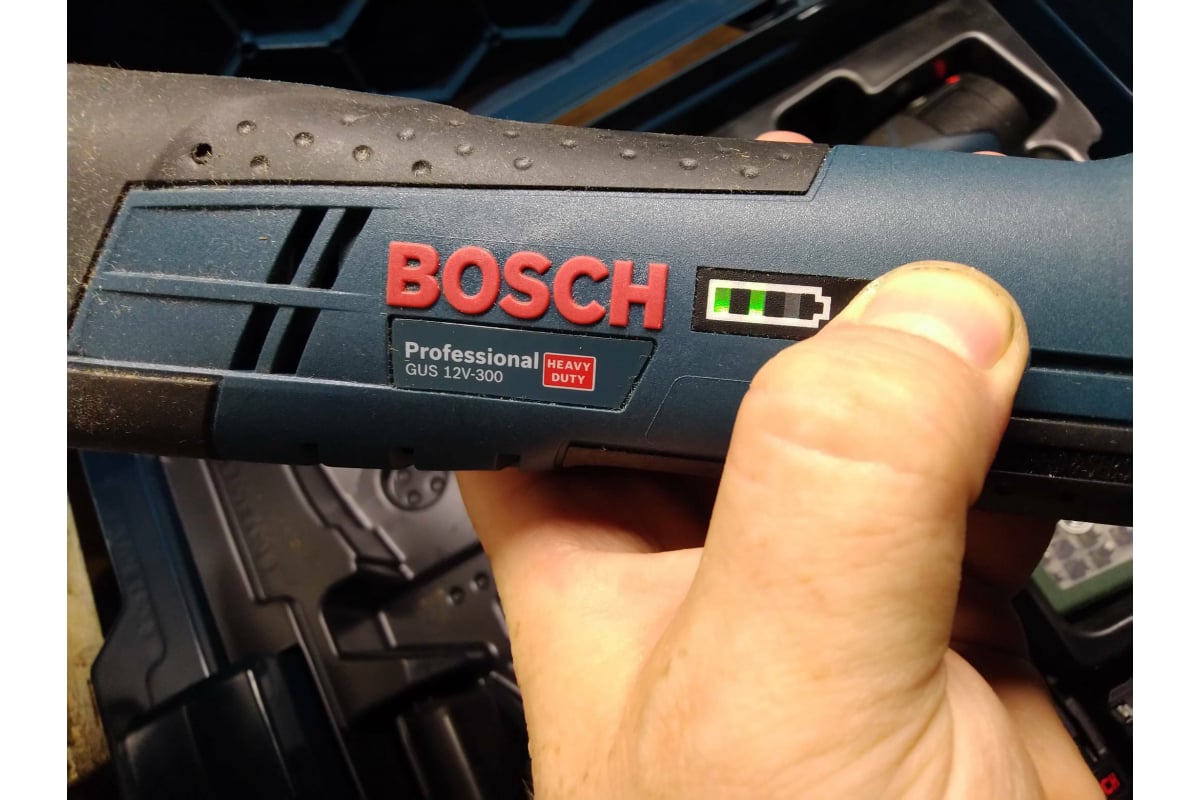 BOSCH
Professional
GUS 12V-300
HEAVY
DUTY